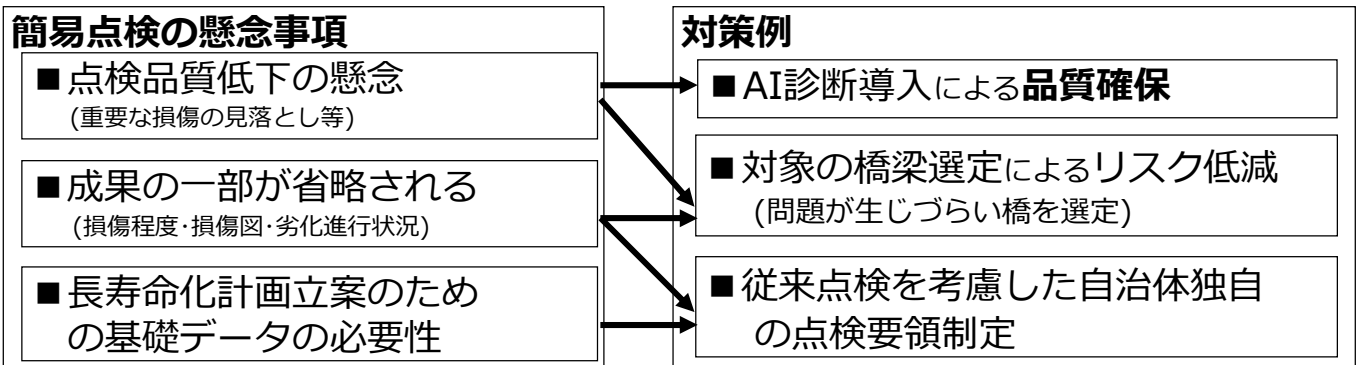 簡易点検の懸念事項
■点検品質低下の懸念
(重要な損傷の見落とし等)
■成果の一部が省略される
(損傷程度･損傷図･劣化進行状況)
■長寿命化計画立案のため
の基礎データの必要性
対策例
■AI診断導入による品質確保
■対象の橋梁選定によるリスク低減
(問題が生じづらい橋を選定)
■従来点検を考慮した自治体独自
の点検要領制定